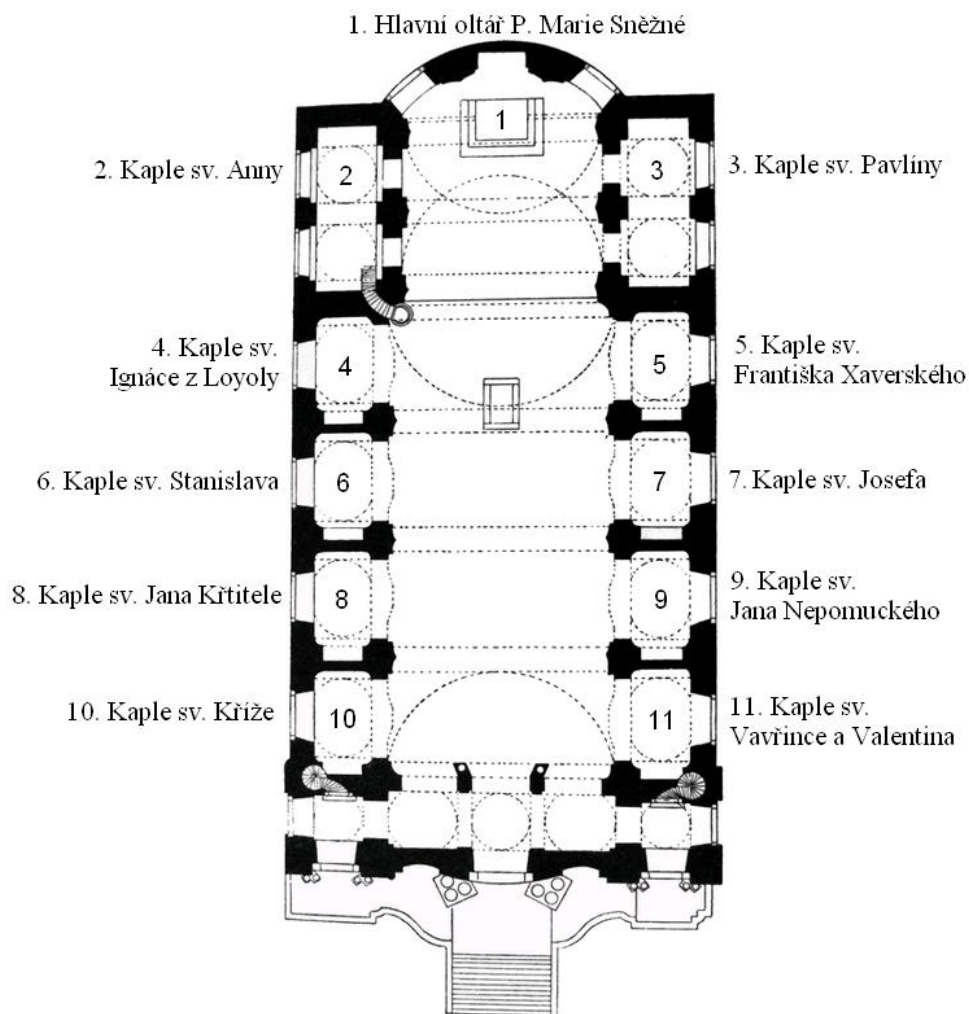 1. Hlavní oltář P. Marie Sněžné
1
2. Kaple sv. Anny
2
3
3. Kaple sv. Pavlíny
4. Kaple sv.
Ignáce z Loyoly
4
5
5. Kaple sv.
Františka Xaverského
6. Kaple sv. Stanislava
6
7
7. Kaple sv. Josefa
8. Kaple sv. Jana Křtitele
8
9
9. Kaple sv.
Jana Nepomuckého
10. Kaple sv. Kříže
10
11
11. Kaple sv.
Vavřince a Valentina